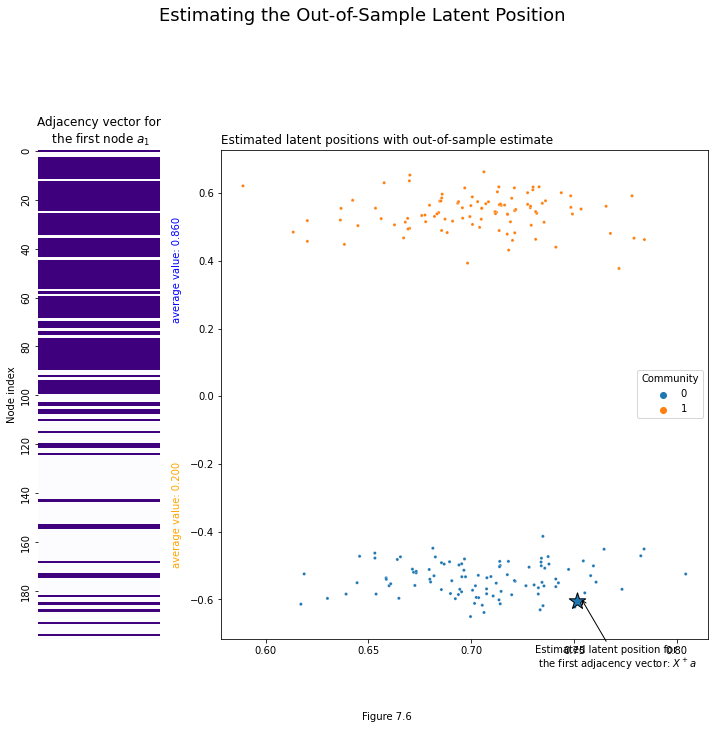 Estimating the Out-of-Sample Latent Position
Adjacency vector for
the first node a₁
0
20
40
60
80
100
120
140
160
180
Node index
average value: 0.860
average value: 0.200
Estimated latent positions with out-of-sample estimate
0.6
0.4
0.2
0.0
−0.2
−0.4
−0.6
Community
0
1
0.60
0.65
0.70
0.75
0.80
Estimated latent position for
the first adjacency vector: X⁺a
Figure 7.6